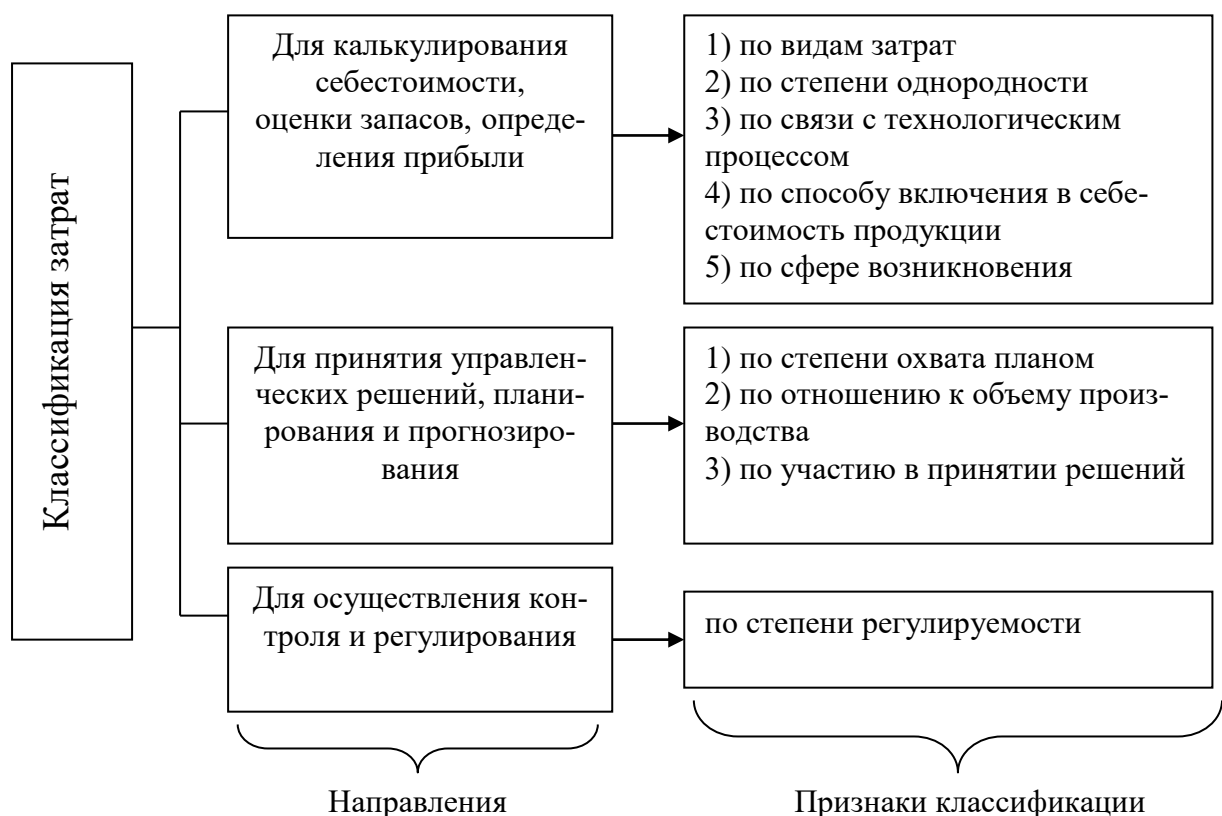 Классификация затрат
Для калькулирования
себестоимости,
оценки запасов, опреде-
ления прибыли
1) по видам затрат
2) по степени однородности
3) по связи с технологическим
процессом
4) по способу включения в себе-
стоимость продукции
5) по сфере возникновения
Для принятия управлен-
ческих решений, плани-
рования и прогнозиро-
вания
1) по степени охвата планом
2) по отношению к объему произ-
водства
3) по участию в принятии решений
Для осуществления кон-
троля и регулирования
по степени регулируемости
Направления
Признаки классификации